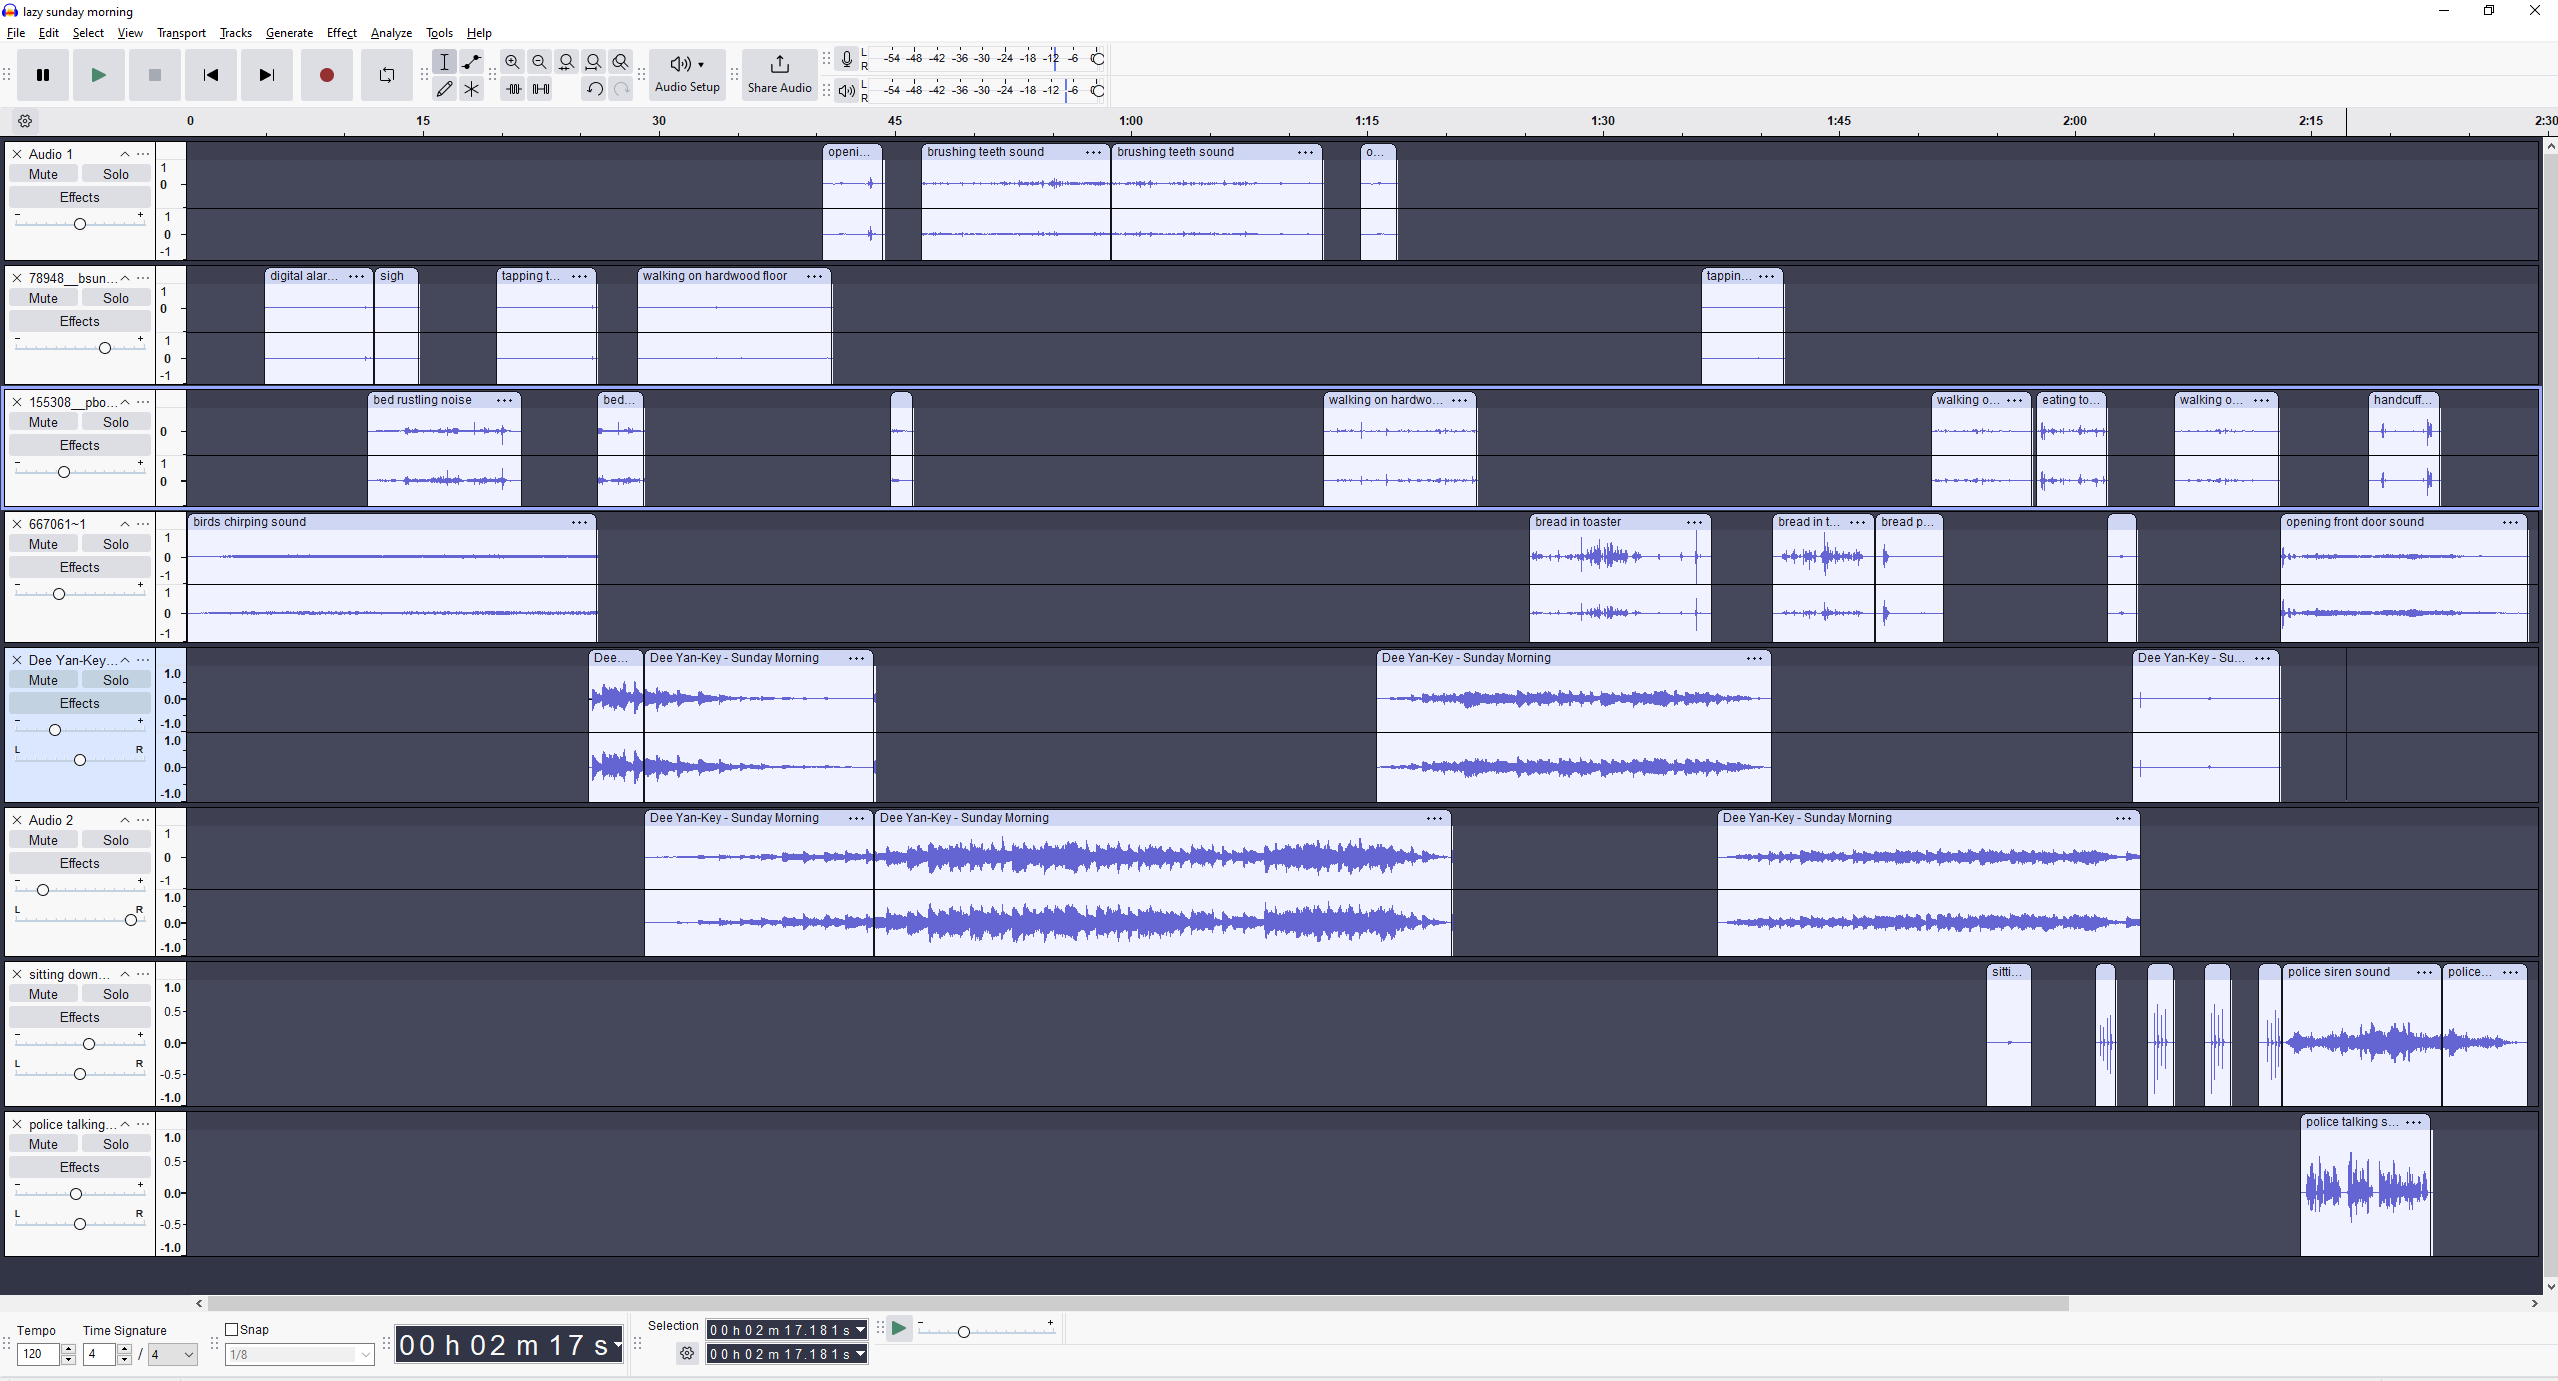 lazy sunday morning
File Edit Select View Transport Tracks Generate Effect Analyze Tools Help
Audio Setup
Share Audio
L R -54 -48 -42 -36 -30 -24 -18 -12 -6 0
L R -54 -48 -42 -36 -30 -24 -18 -12 -6 0
0 15 30 45 1:00 1:15 1:30 1:45 2:00 2:15 2:30
Audio 1
Mute Solo
Effects
- +
1 0 1 0 -1
openi... brushing teeth sound brushing teeth sound o...
78948__bsun...
Mute Solo
Effects
- +
1 0 1 0 -1
digital alar... sigh tapping t... walking on hardwood floor tappin...
155308__pbo...
Mute Solo
Effects
- +
0 1 0
bed rustling noise bed... walking on hardwo... walking o... eating to... walking o... handcuff...
667061~1
Mute Solo
Effects
- +
1 0 -1 1 0 -1
birds chirping sound bread in toaster bread in t... bread p... opening front door sound
Dee Yan-Key...
Mute Solo
Effects
- +
L R
1.0 0.0 -1.0 1.0 0.0 -1.0
Dee... Dee Yan-Key - Sunday Morning Dee Yan-Key - Sunday Morning Dee Yan-Key - Su...
Audio 2
Mute Solo
Effects
- +
L R
1 0 -1 1.0 0.0 -1.0
Dee Yan-Key - Sunday Morning Dee Yan-Key - Sunday Morning Dee Yan-Key - Sunday Morning
sitting down...
Mute Solo
Effects
- +
L R
1.0 0.5 0.0 -0.5 -1.0
sitti... police siren sound police...
police talking...
Mute Solo
Effects
- +
L R
1.0 0.5 0.0 -0.5 -1.0
police talking s...
Tempo
120
Time Signature
4 / 4
Snap
1/8
00 h 02 m 17 s
Selection
00 h 02 m 17.181 s
00 h 02 m 17.181 s
- +